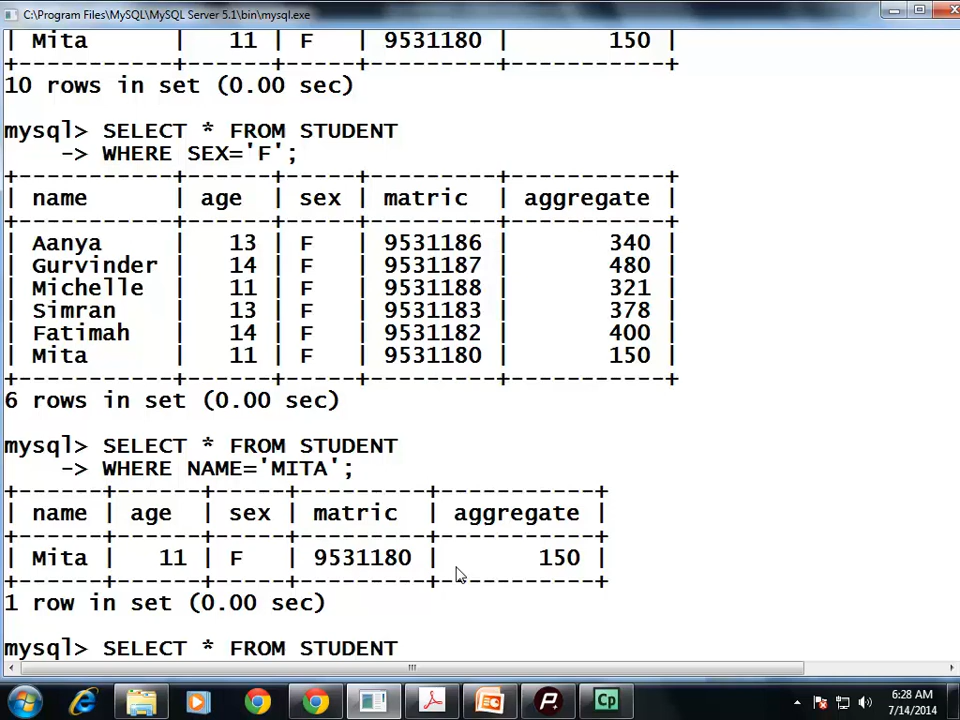 C:\Program Files\MySQL\MySQL Server 5.1\bin\mysql.exe
| Mita      |   11 | F   | 9531180 |       150 |
+-----------+------+-----+---------+-----------+
10 rows in set (0.00 sec)
mysql> SELECT * FROM STUDENT
    -> WHERE SEX='F';
+-----------+------+-----+---------+-----------+
| name      | age  | sex | matric  | aggregate |
+-----------+------+-----+---------+-----------+
| Aanya     |   13 | F   | 9531186 |       340 |
| Gurvinder |   14 | F   | 9531187 |       480 |
| Michelle  |   11 | F   | 9531188 |       321 |
| Simran    |   13 | F   | 9531183 |       378 |
| Fatimah   |   14 | F   | 9531182 |       400 |
| Mita      |   11 | F   | 9531180 |       150 |
+-----------+------+-----+---------+-----------+
6 rows in set (0.00 sec)
mysql> SELECT * FROM STUDENT
    -> WHERE NAME='MITA';
+------+------+-----+---------+-----------+
| name | age  | sex | matric  | aggregate |
+------+------+-----+---------+-----------+
| Mita |   11 | F   | 9531180 |       150 |
+------+------+-----+---------+-----------+
1 row in set (0.00 sec)
mysql> SELECT * FROM STUDENT
6:28 AM
7/14/2014